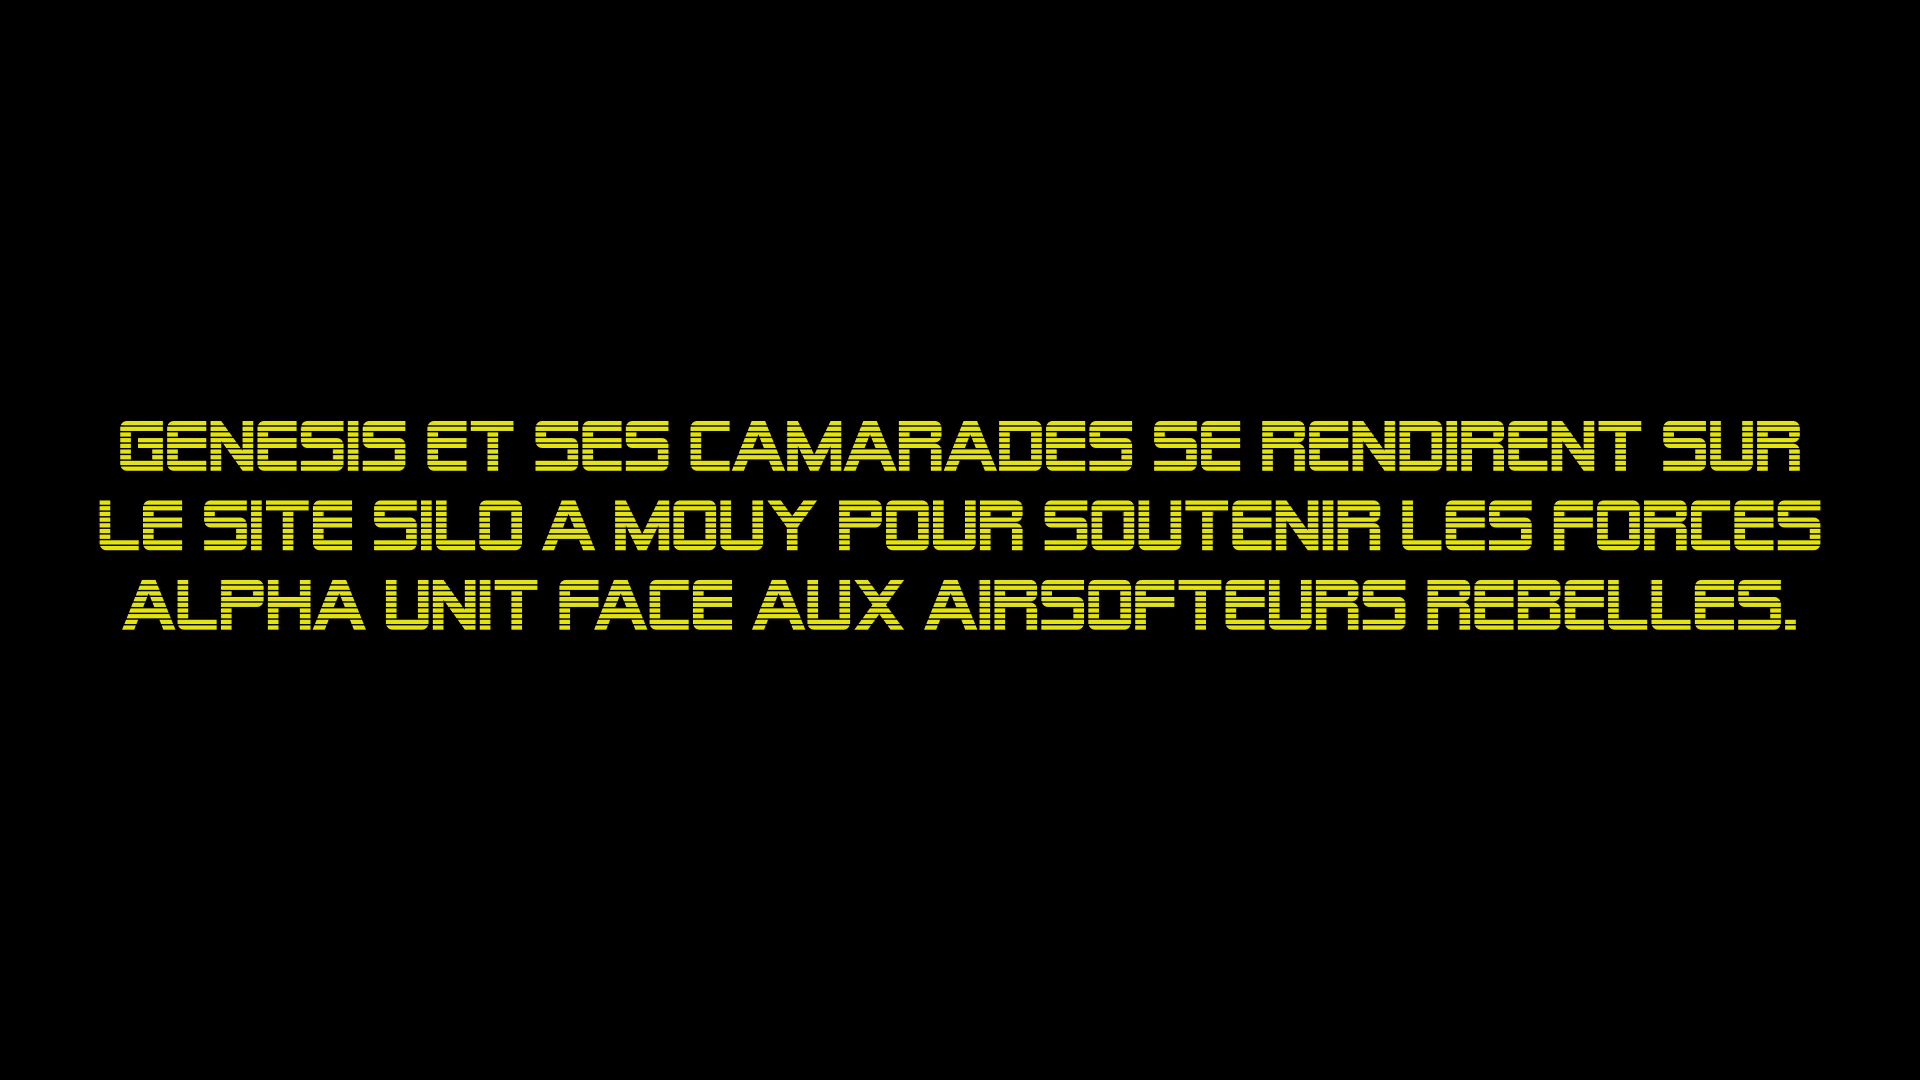 GENESIS ET SES CAMARADES SE RENDIRENT SUR
LE SITE SILO A MOUY POUR SOUTENIR LES FORCES
ALPHA UNIT FACE AUX AIRSOFTEURS REBELLES.